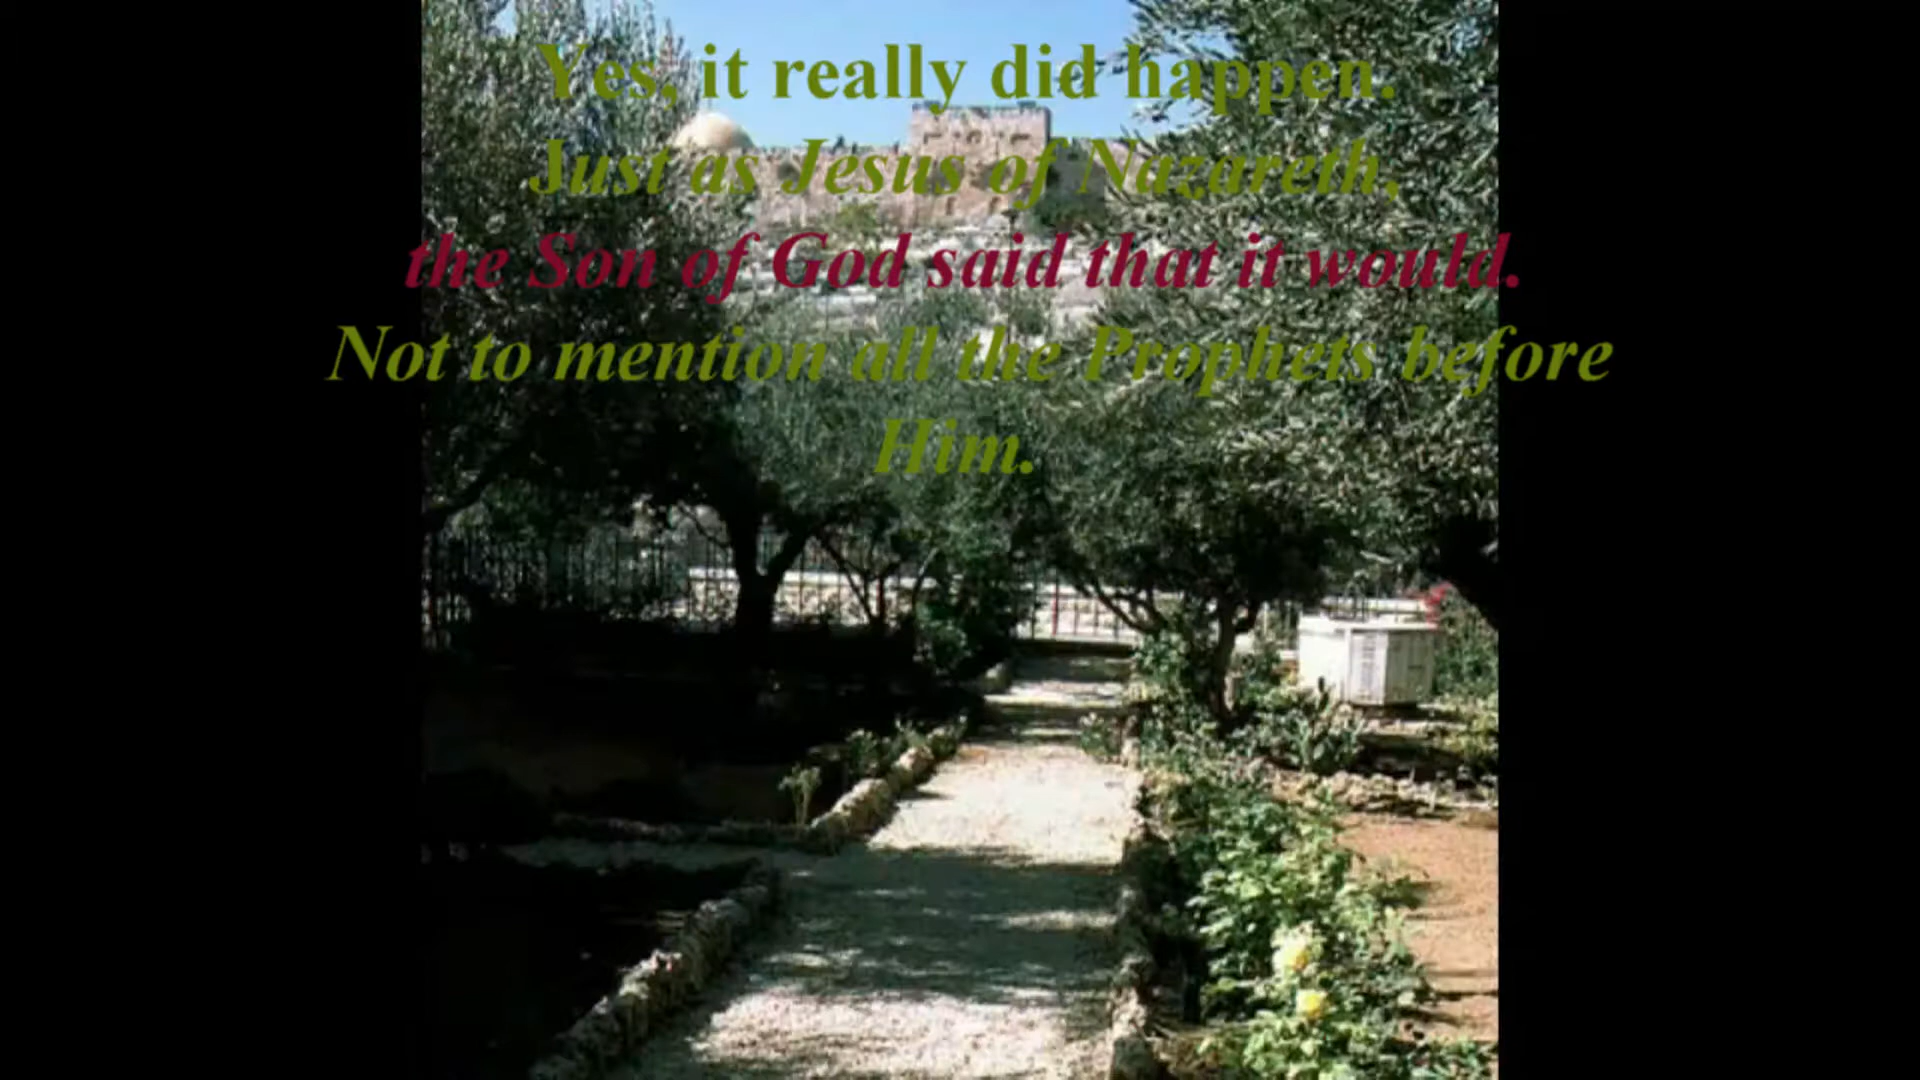 Yes, it really did happen.
Just as Jesus of Nazareth,
the Son of God said that it would.
Not to mention all the Prophets before
Him.